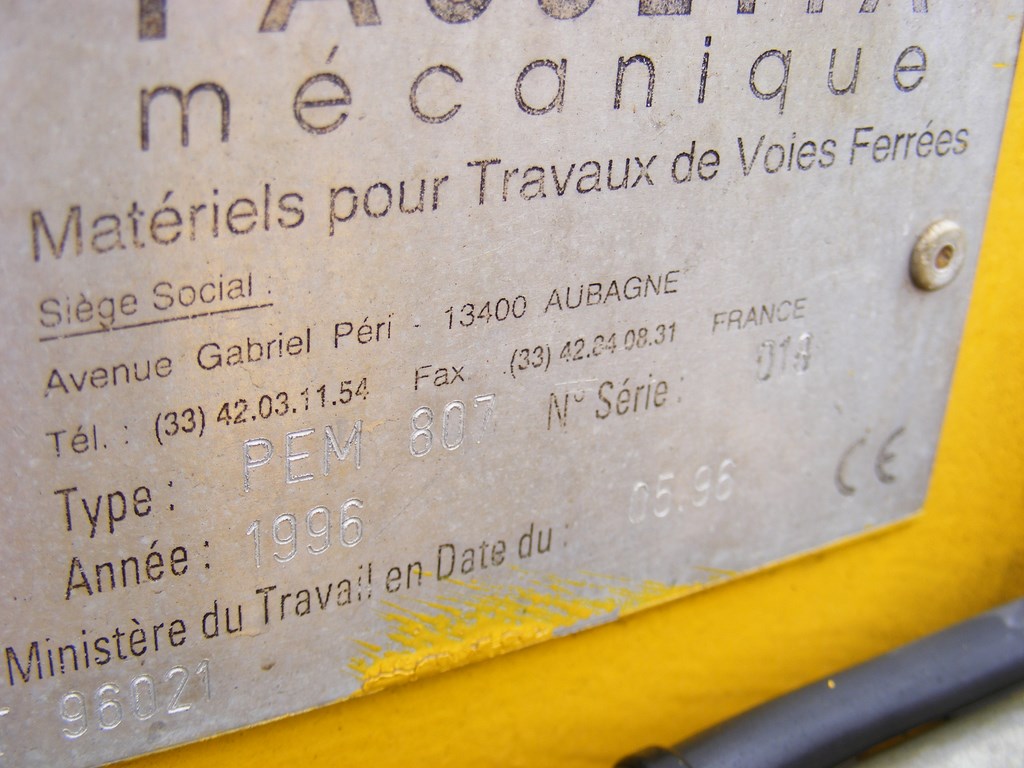 mécanique
Matériels pour Travaux de Voies Ferrées
Siège Social :
Avenue Gabriel Péri - 13400 AUBAGNE
Tél. : (33) 42.03.11.54 Fax : (33) 42.84 08.31 FRANCE
Type : PEM 807 N° Série :
Année : 1996
Ministère du Travail en Date du : 05.96
96021
CE